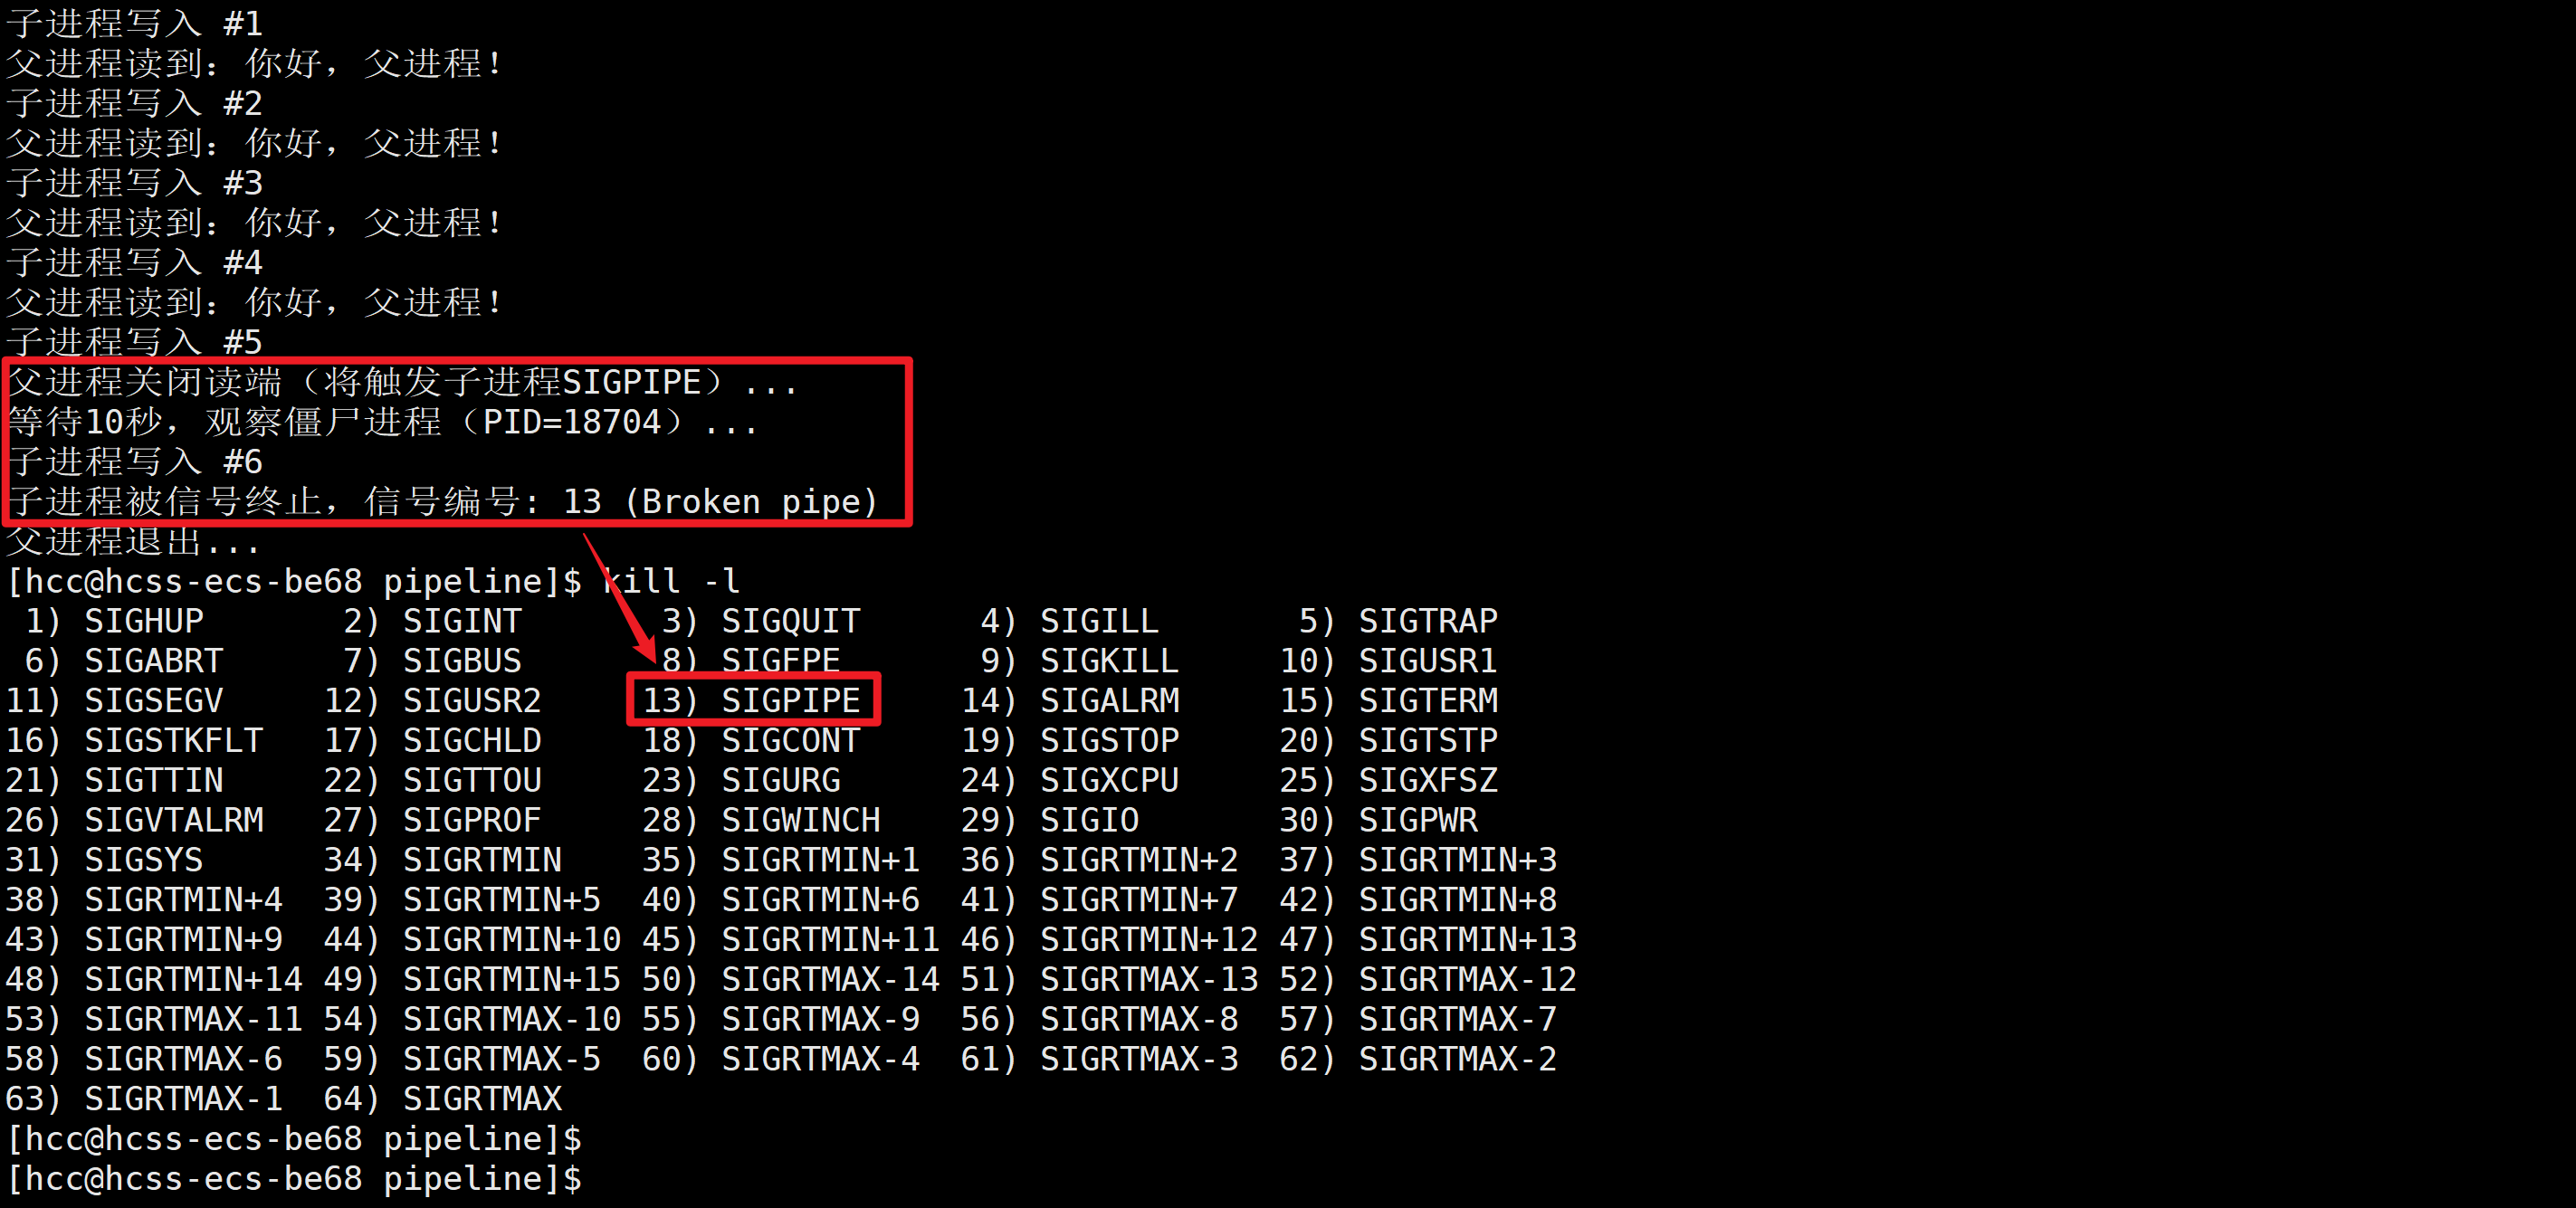 子进程写入 #1
父进程读到：你好，父进程！
子进程写入 #2
父进程读到：你好，父进程！
子进程写入 #3
父进程读到：你好，父进程！
子进程写入 #4
父进程读到：你好，父进程！
子进程写入 #5
父进程关闭读端（将触发子进程SIGPIPE）...
等待10秒，观察僵尸进程（PID=18704）...
子进程写入 #6
子进程被信号终止，信号编号: 13 (Broken pipe)
父进程退出...
[hcc@hcss-ecs-be68 pipeline]$ kill -l
1) SIGHUP 2) SIGINT 3) SIGQUIT 4) SIGILL 5) SIGTRAP
6) SIGABRT 7) SIGBUS 8) SIGFPE 9) SIGKILL 10) SIGUSR1
11) SIGSEGV 12) SIGUSR2 13) SIGPIPE 14) SIGALRM 15) SIGTERM
16) SIGSTKFLT 17) SIGCHLD 18) SIGCONT 19) SIGSTOP 20) SIGTSTP
21) SIGTTIN 22) SIGTTOU 23) SIGURG 24) SIGXCPU 25) SIGXFSZ
26) SIGVTALRM 27) SIGPROF 28) SIGWINCH 29) SIGIO 30) SIGPWR
31) SIGSYS 34) SIGRTMIN 35) SIGRTMIN+1 36) SIGRTMIN+2 37) SIGRTMIN+3
38) SIGRTMIN+4 39) SIGRTMIN+5 40) SIGRTMIN+6 41) SIGRTMIN+7 42) SIGRTMIN+8
43) SIGRTMIN+9 44) SIGRTMIN+10 45) SIGRTMIN+11 46) SIGRTMIN+12 47) SIGRTMIN+13
48) SIGRTMIN+14 49) SIGRTMIN+15 50) SIGRTMAX-14 51) SIGRTMAX-13 52) SIGRTMAX-12
53) SIGRTMAX-11 54) SIGRTMAX-10 55) SIGRTMAX-9 56) SIGRTMAX-8 57) SIGRTMAX-7
58) SIGRTMAX-6 59) SIGRTMAX-5 60) SIGRTMAX-4 61) SIGRTMAX-3 62) SIGRTMAX-2
63) SIGRTMAX-1 64) SIGRTMAX
[hcc@hcss-ecs-be68 pipeline]$
[hcc@hcss-ecs-be68 pipeline]$